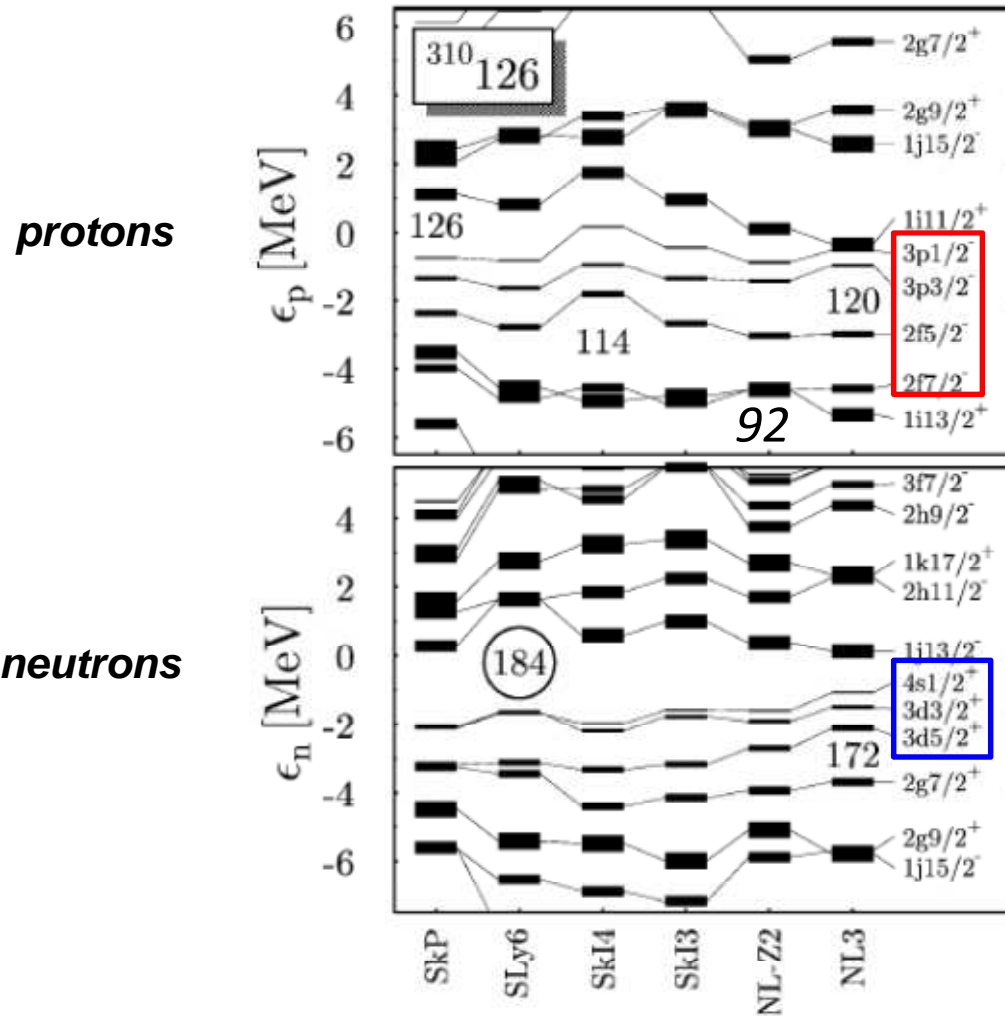 protons
ϵp [MeV]
6
4
2
0
-2
-4
-6
³¹⁰126
126
114
92
120
2g7/2⁺
2g9/2⁺
1j15/2⁻
1i11/2⁺
3p1/2⁻
3p3/2⁻
2f5/2⁻
2f7/2⁻
1i13/2⁺
neutrons
ϵn [MeV]
4
2
0
-2
-4
-6
184
172
3f7/2⁻
2h9/2⁻
1k17/2⁺
2h11/2⁻
1j13/2⁻
4s1/2⁺
3d3/2⁺
3d5/2⁺
2g7/2⁺
2g9/2⁺
1j15/2⁻
SkP
SLy6
SkI4
SkI3
NL-Z2
NL3